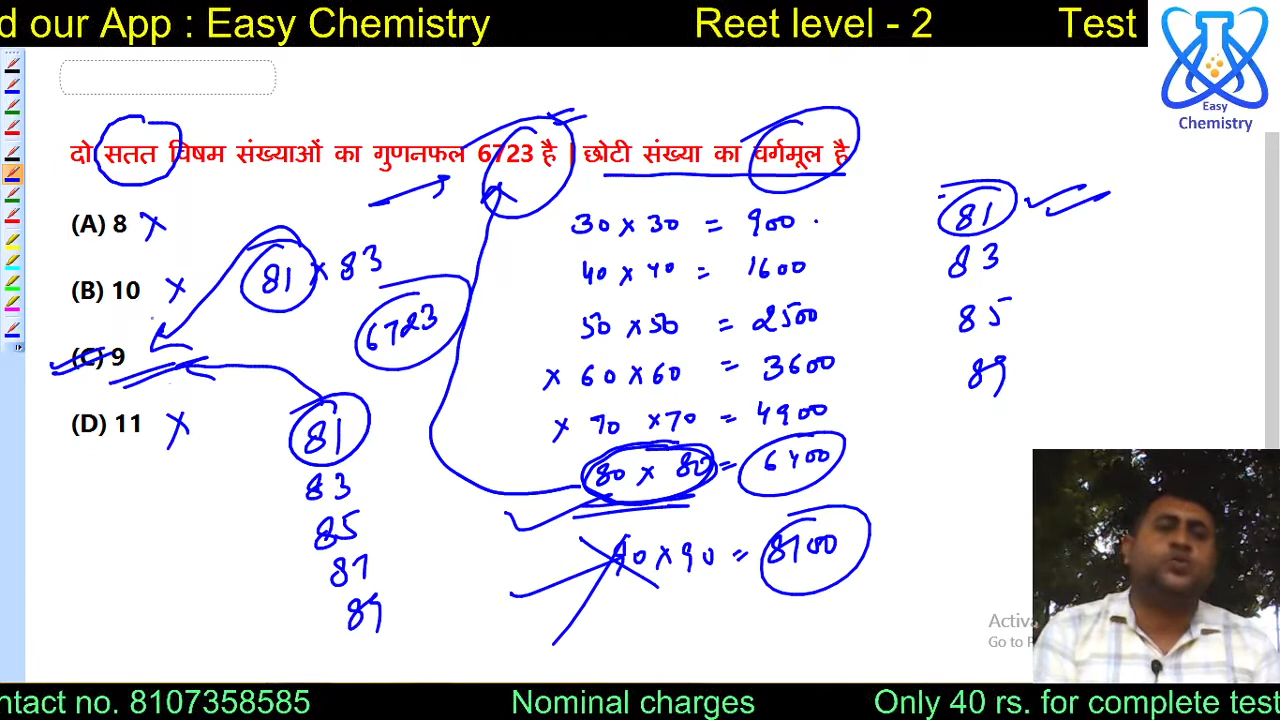 d our App : Easy Chemistry Reet level - 2 Test
Easy
Chemistry
दो सतत विषम संख्याओं का गुणनफल 6723 है | छोटी संख्या का वर्गमूल है
(A) 8
(B) 10
(C) 9
(D) 11
81 × 83
6723
81
83
85
87
89
30 × 30 = 900
40 × 40 = 1600
50 × 50 = 2500
× 60 × 60 = 3600
× 70 × 70 = 4900
80 × 80 = 6400
90 × 90 = 8100
81
83
85
89
Activa
Go to
ntact no. 8107358585 Nominal charges Only 40 rs. for complete test